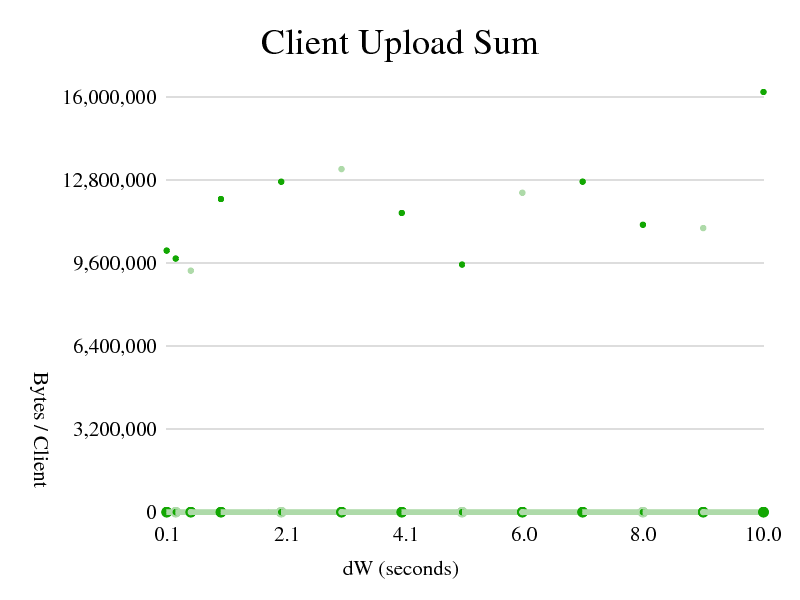 Client Upload Sum
16,000,000
12,800,000
9,600,000
6,400,000
3,200,000
0
Bytes / Client
0.1 2.1 4.1 6.0 8.0 10.0
dW (seconds)